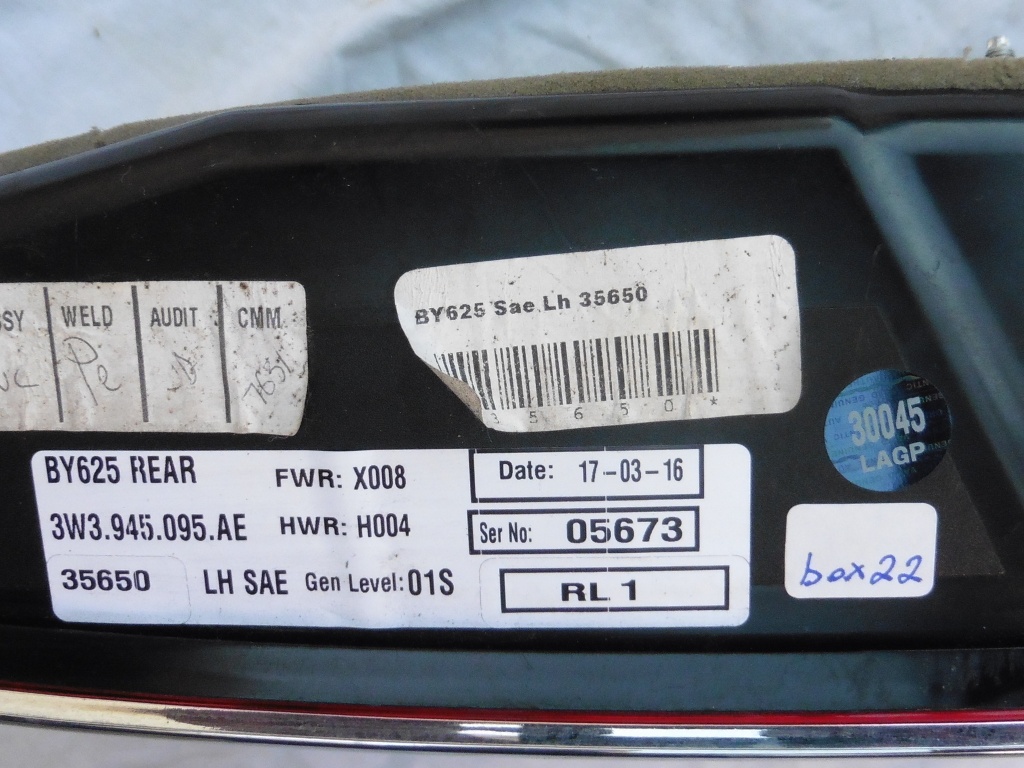 WELD AUDIT CMM
Pe 7651
BY625 Sae Lh 35650
35650*
30045
LAGP
BY625 REAR FWR: X008 Date: 17-03-16
3W3.945.095.AE HWR: H004 Ser No: 05673
35650 LH SAE Gen Level: 01S RL 1
box22